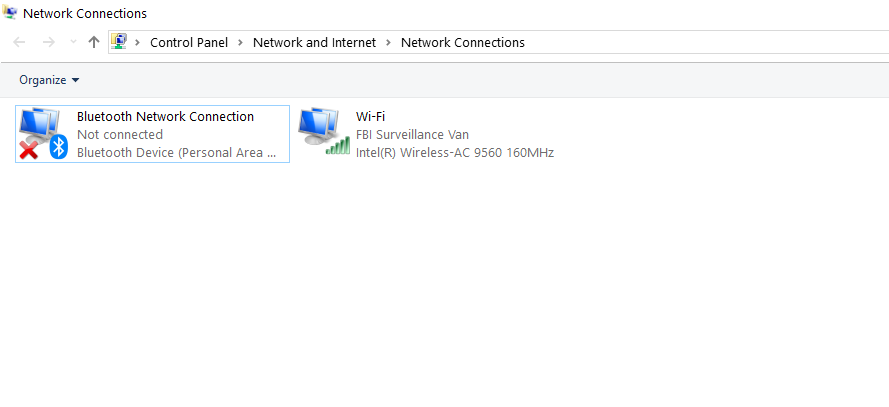 Network Connections
Control Panel > Network and Internet > Network Connections
Organize
Bluetooth Network Connection
Not connected
Bluetooth Device (Personal Area ...
Wi-Fi
FBI Surveillance Van
Intel(R) Wireless-AC 9560 160MHz